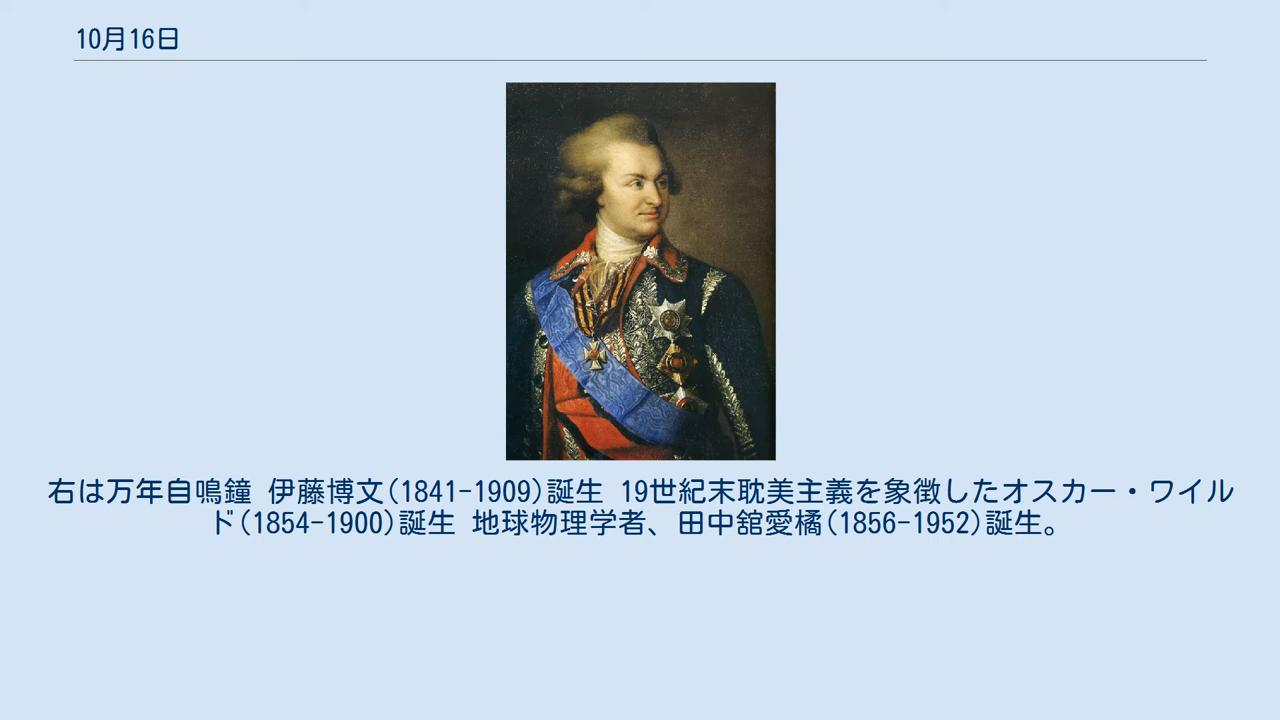 10月16日
右は万年自鳴鐘 伊藤博文(1841-1909)誕生 19世紀末耽美主義を象徴したオスカー・ワイル
ド(1854-1900)誕生 地球物理学者、田中舘愛橘(1856-1952)誕生。